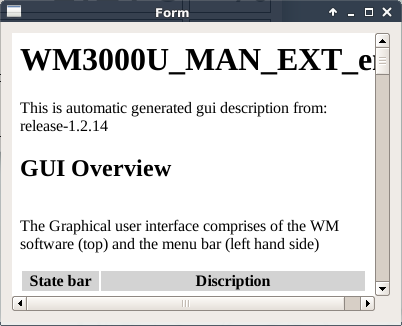 Form
WM3000U_MAN_EXT_e
This is automatic generated gui description from:
release-1.2.14
GUI Overview
The Graphical user interface comprises of the WM
software (top) and the menu bar (left hand side)
State bar Discription